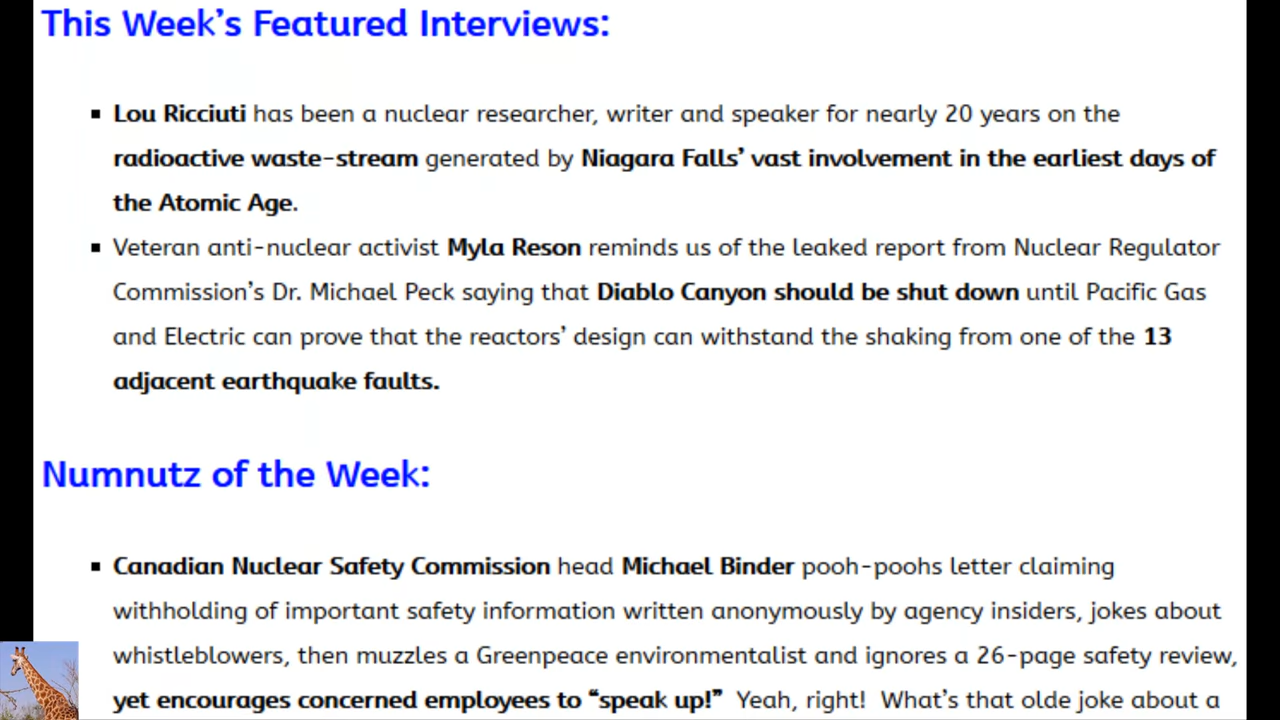 This Week's Featured Interviews:
Lou Ricciuti has been a nuclear researcher, writer and speaker for nearly 20 years on the
radioactive waste-stream generated by Niagara Falls' vast involvement in the earliest days of
the Atomic Age.
Veteran anti-nuclear activist Myla Reson reminds us of the leaked report from Nuclear Regulator
Commission's Dr. Michael Peck saying that Diablo Canyon should be shut down until Pacific Gas
and Electric can prove that the reactors' design can withstand the shaking from one of the 13
adjacent earthquake faults.
Numnutz of the Week:
Canadian Nuclear Safety Commission head Michael Binder pooh-poohs letter claiming
withholding of important safety information written anonymously by agency insiders, jokes about
whistleblowers, then muzzles a Greenpeace environmentalist and ignores a 26-page safety review,
yet encourages concerned employees to “speak up!” Yeah, right! What's that olde joke about a